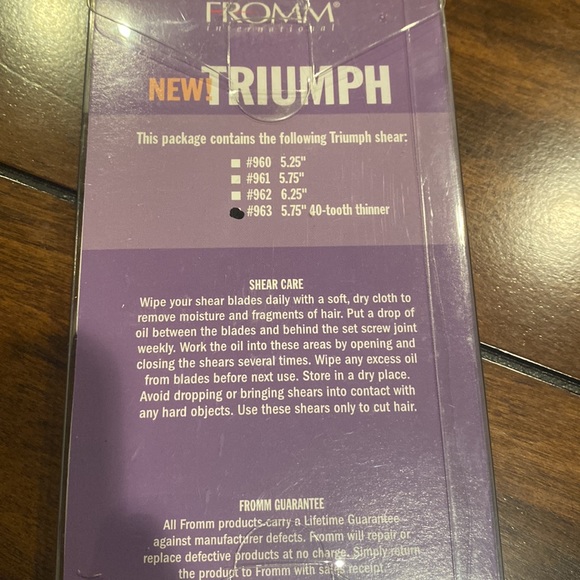 FROMM®
international
NEW! TRIUMPH
This package contains the following Triumph shear:
#960 5.25"
#961 5.75"
#962 6.25"
#963 5.75" 40-tooth thinner
SHEAR CARE
Wipe your shear blades daily with a soft, dry cloth to
remove moisture and fragments of hair. Put a drop of
oil between the blades and behind the set screw joint
weekly. Work the oil into these areas by opening and
closing the shears several times. Wipe any excess oil
from blades before next use. Store in a dry place.
Avoid dropping or bringing shears into contact with
any hard objects. Use these shears only to cut hair.
FROMM GUARANTEE
All Fromm products carry a Lifetime Guarantee
against manufacturer defects. Fromm will repair or
replace defective products at no charge. Simply return
the product to Fromm with sales receipt.